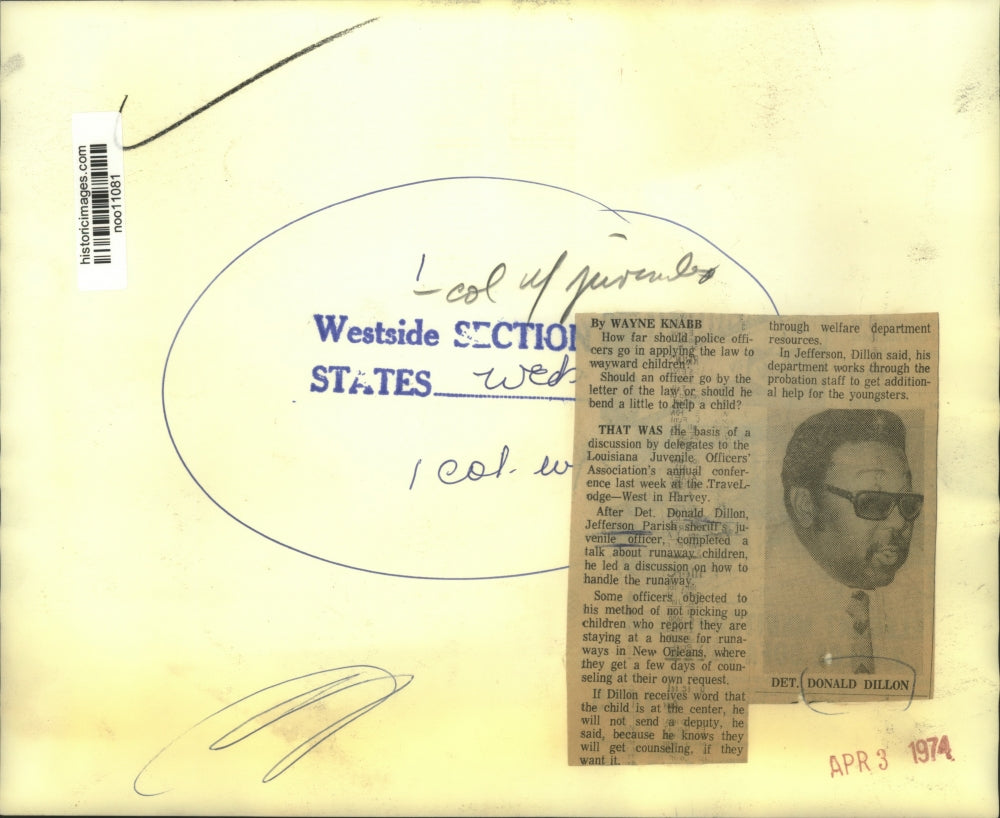 historicimages.com
noo11081
1-col w/ juveniles
Westside SECTION
STATES Wed
1 col. w
By WAYNE KNABB
How far should police offi-
cers go in applying the law to
wayward children?
Should an officer go by the
letter of the law or should he
bend a little to help a child?
THAT WAS the basis of a
discussion by delegates to the
Louisiana Juvenile Officers'
Association's annual confer-
ence last week at the TraveL-
odge—West in Harvey.
After Det. Donald Dillon,
Jefferson Parish sheriff's ju-
venile officer, completed a
talk about runaway children,
he led a discussion on how to
handle the runaway.
Some officers objected to
his method of not picking up
children who report they are
staying at a house for runa-
ways in New Orleans, where
they get a few days of coun-
seling at their own request.
If Dillon receives word that
the child is at the center, he
will not send a deputy, he
said, because he knows they
will get counseling, if they
want it.
through welfare department
resources.
In Jefferson, Dillon said, his
department works through the
probation staff to get addition-
al help for the youngsters.
DET. DONALD DILLON
APR 3 1974